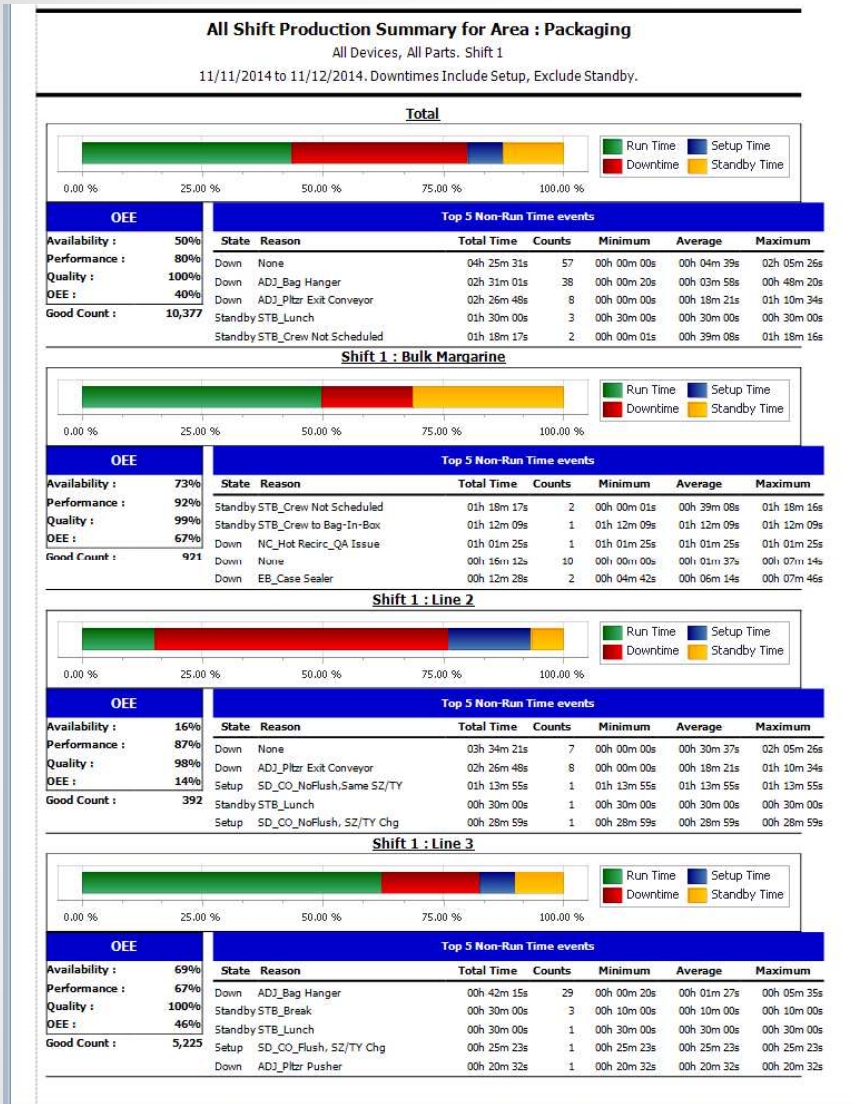 All Shift Production Summary for Area : Packaging
All Devices, All Parts. Shift 1
11/11/2014 to 11/12/2014. Downtimes Include Setup, Exclude Standby.
Total
Run Time Setup Time
Downtime Standby Time
0.00 % 25.00 % 50.00 % 75.00 % 100.00 %
OEE Top 5 Non-Run Time events
Availability : 50% State Reason Total Time Counts Minimum Average Maximum
Performance : 80% Down None 04h 25m 31s 57 00h 00m 00s 00h 04m 39s 02h 05m 26s
Quality : 100% Down ADJ_Bag Hanger 02h 31m 01s 38 00h 00m 20s 00h 03m 58s 00h 48m 20s
OEE : 40% Down ADJ_Pltzr Exit Conveyor 02h 26m 48s 8 00h 00m 00s 00h 18m 21s 01h 10m 34s
Good Count : 10,377 Standby STB_Lunch 01h 30m 00s 3 00h 30m 00s 00h 30m 00s 00h 30m 00s
Standby STB_Crew Not Scheduled 01h 18m 17s 2 00h 00m 01s 00h 39m 08s 01h 18m 16s
Shift 1 : Bulk Margarine
Run Time Setup Time
Downtime Standby Time
0.00 % 25.00 % 50.00 % 75.00 % 100.00 %
OEE Top 5 Non-Run Time events
Availability : 73% State Reason Total Time Counts Minimum Average Maximum
Performance : 92% Standby STB_Crew Not Scheduled 01h 18m 17s 2 00h 00m 01s 00h 39m 08s 01h 18m 16s
Quality : 99% Standby STB_Crew to Bag-In-Box 01h 12m 09s 1 01h 12m 09s 01h 12m 09s 01h 12m 09s
OEE : 67% Down NC_Hot Recirc_QA Issue 01h 01m 25s 1 01h 01m 25s 01h 01m 25s 01h 01m 25s
Good Count : 921 Down None 00h 16m 12s 10 00h 00m 00s 00h 01m 37s 00h 07m 14s
Down EB_Case Sealer 00h 12m 28s 2 00h 04m 42s 00h 06m 14s 00h 07m 46s
Shift 1 : Line 2
Run Time Setup Time
Downtime Standby Time
0.00 % 25.00 % 50.00 % 75.00 % 100.00 %
OEE Top 5 Non-Run Time events
Availability : 16% State Reason Total Time Counts Minimum Average Maximum
Performance : 87% Down None 03h 34m 21s 7 00h 00m 00s 00h 30m 37s 02h 05m 26s
Quality : 98% Down ADJ_Pltzr Exit Conveyor 02h 26m 48s 8 00h 00m 00s 00h 18m 21s 01h 10m 34s
OEE : 14% Setup SD_CO_NoFlush,Same SZ/TY 01h 13m 55s 1 01h 13m 55s 01h 13m 55s 01h 13m 55s
Good Count : 392 Standby STB_Lunch 00h 30m 00s 1 00h 30m 00s 00h 30m 00s 00h 30m 00s
Setup SD_CO_NoFlush, SZ/TY Chg 00h 28m 59s 1 00h 28m 59s 00h 28m 59s 00h 28m 59s
Shift 1 : Line 3
Run Time Setup Time
Downtime Standby Time
0.00 % 25.00 % 50.00 % 75.00 % 100.00 %
OEE Top 5 Non-Run Time events
Availability : 69% State Reason Total Time Counts Minimum Average Maximum
Performance : 67% Down ADJ_Bag Hanger 00h 42m 15s 29 00h 00m 20s 00h 01m 27s 00h 05m 35s
Quality : 100% Standby STB_Break 00h 30m 00s 3 00h 10m 00s 00h 10m 00s 00h 10m 00s
OEE : 46% Standby STB_Lunch 00h 30m 00s 1 00h 30m 00s 00h 30m 00s 00h 30m 00s
Good Count : 5,225 Setup SD_CO_Flush, SZ/TY Chg 00h 25m 23s 1 00h 25m 23s 00h 25m 23s 00h 25m 23s
Down ADJ_Pltzr Pusher 00h 20m 32s 1 00h 20m 32s 00h 20m 32s 00h 20m 32s